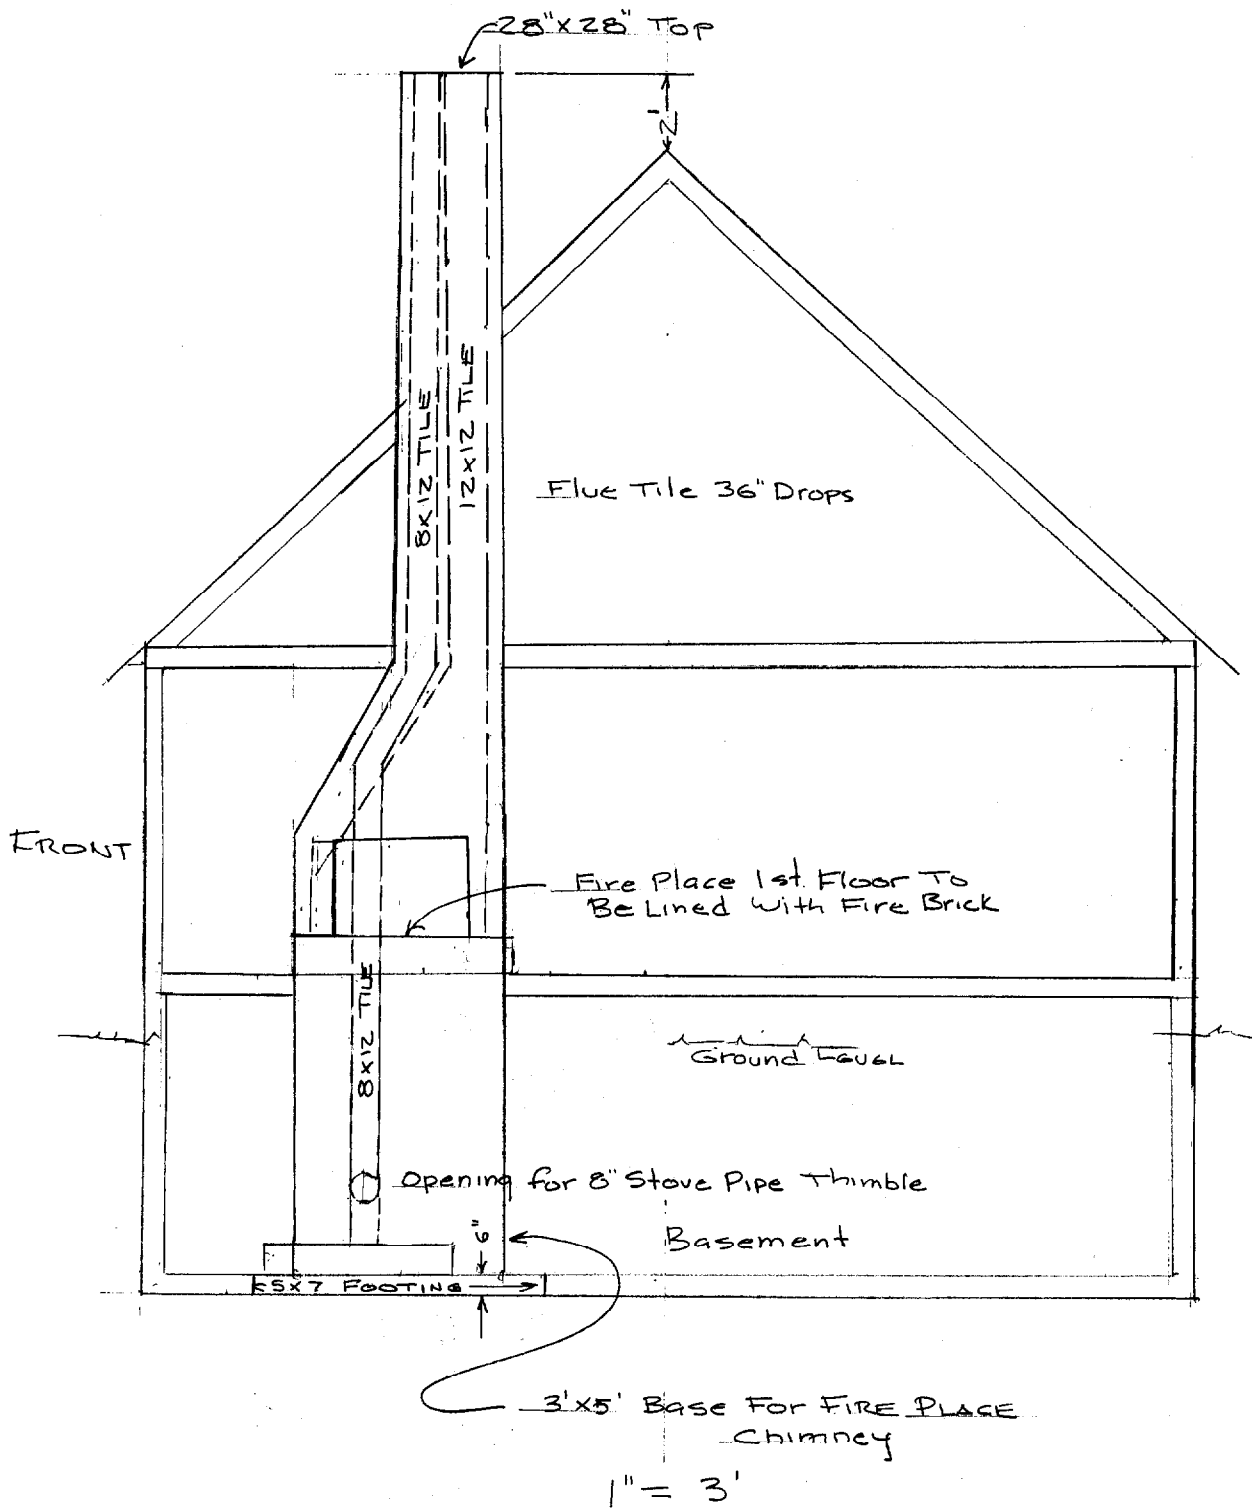 28"X28" TOP
2'
8X12 TILE
12X12 TILE
Flue Tile 36" Drops
FRONT
Fire Place 1st. Floor To
Be Lined With Fire Brick
8X12 TILE
Ground LEVEL
Opening for 8" Stove Pipe Thimble
6"
Basement
5X7 FOOTING
3'X5' Base For FIRE PLACE
Chimney
1" = 3'